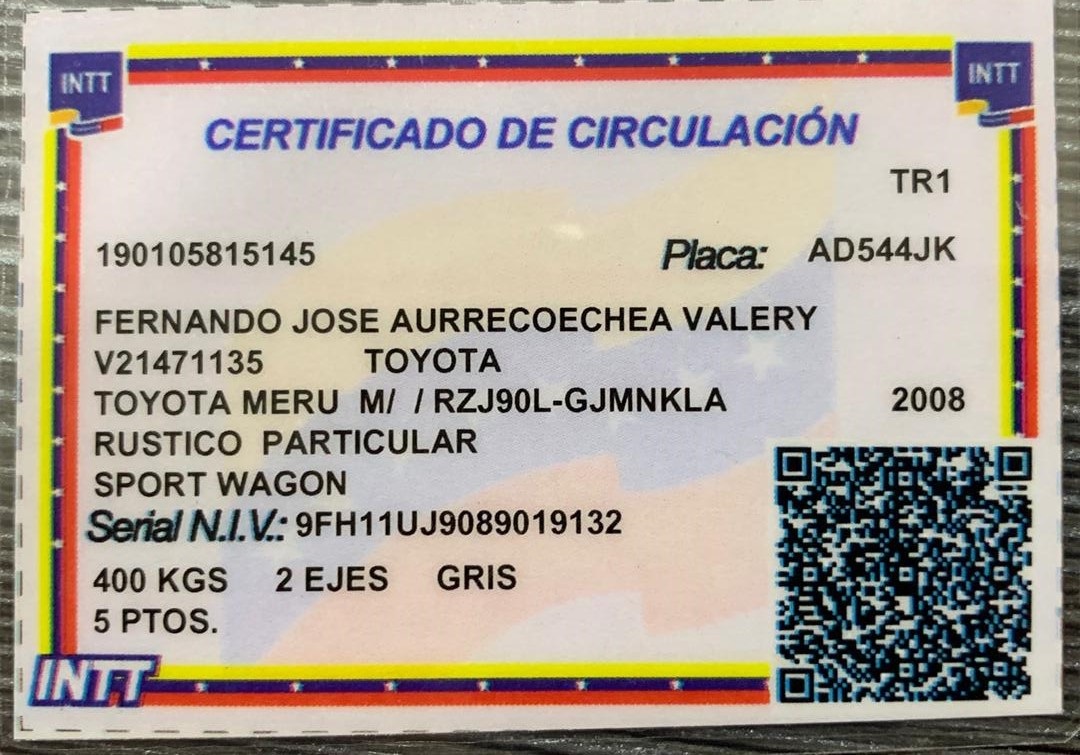 INTT
INTT
CERTIFICADO DE CIRCULACIÓN
TR1
190105815145 Placa: AD544JK
FERNANDO JOSE AURRECOECHEA VALERY
V21471135 TOYOTA
TOYOTA MERU M/ / RZJ90L-GJMNKLA 2008
RUSTICO PARTICULAR
SPORT WAGON
Serial N.I.V.: 9FH11UJ9089019132
400 KGS 2 EJES GRIS
5 PTOS.
INTT